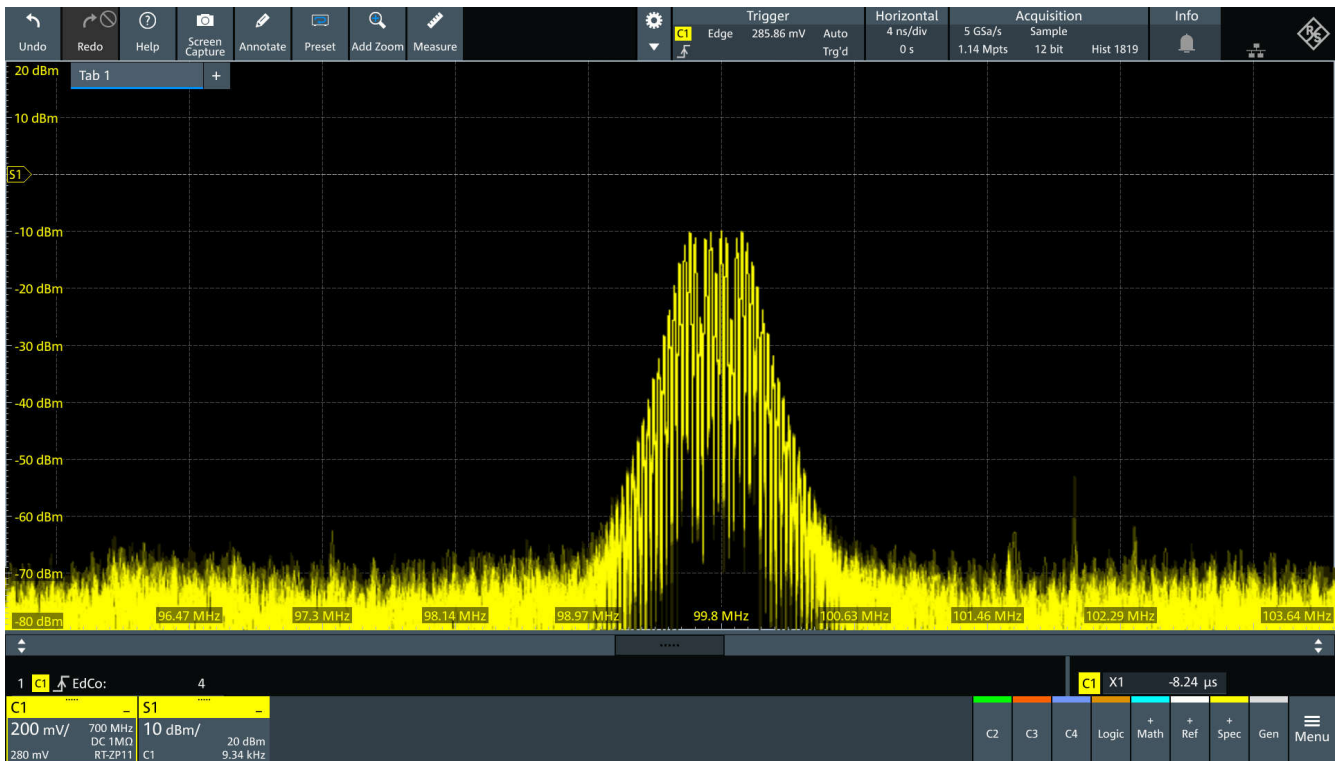 Undo Redo Help Screen Capture Annotate Preset Add Zoom Measure
Trigger Horizontal Acquisition Info
C1 Edge 285.86 mV Auto 4 ns/div 5 GSa/s Sample
Trg'd 0 s 1.14 Mpts 12 bit Hist 1819
R&S
20 dBm Tab 1 +
10 dBm
S1
-10 dBm
-20 dBm
-30 dBm
-40 dBm
-50 dBm
-60 dBm
-70 dBm
-80 dBm 96.47 MHz 97.3 MHz 98.14 MHz 98.97 MHz 99.8 MHz 100.63 MHz 101.46 MHz 102.29 MHz 103.64 MHz
1 C1 EdCo: 4 C1 X1 -8.24 µs
C1 S1
200 mV/ 700 MHz 10 dBm/
DC 1MΩ 20 dBm
280 mV RT-ZP11 C1 9.34 kHz
C2 C3 C4 Logic + Math + Ref + Spec Gen Menu